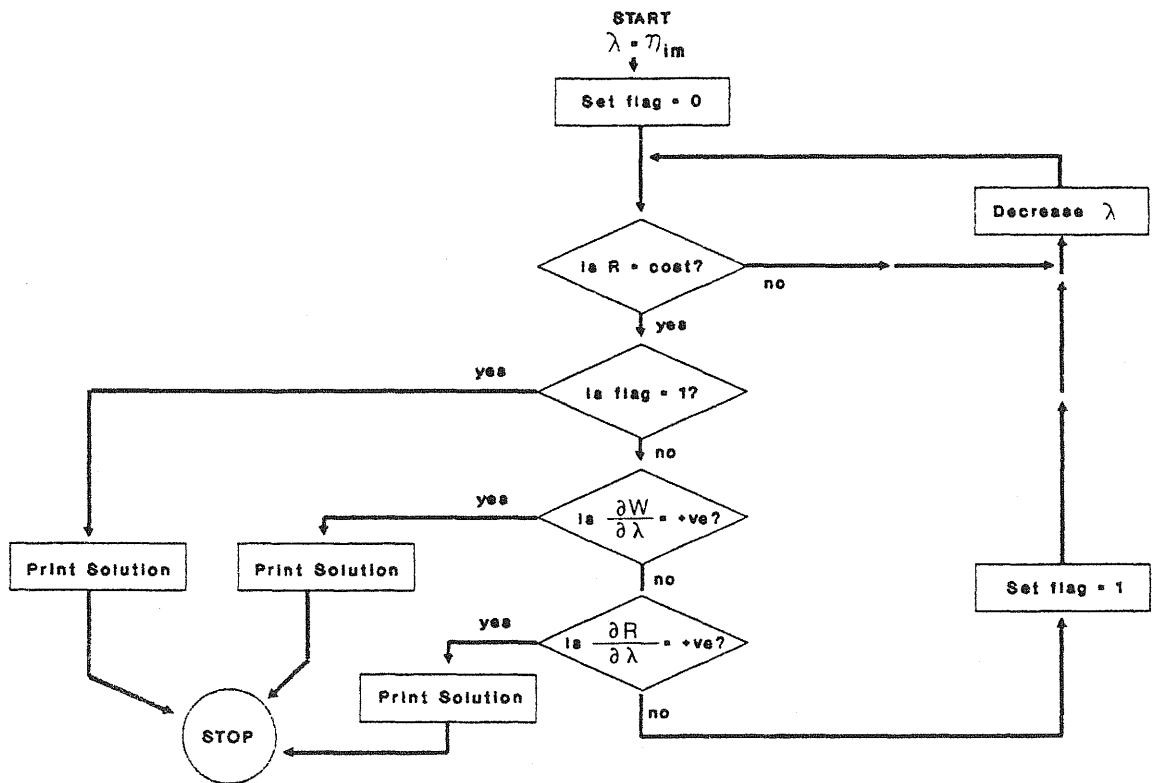 START
λ = η_im
Set flag = 0
Decrease λ
Is R = cost?
no
yes
Is flag = 1?
yes
no
Is ∂W/∂λ = +ve?
yes
Print Solution
Print Solution
Set flag = 1
no
Is ∂R/∂λ = +ve?
yes
Print Solution
no
STOP